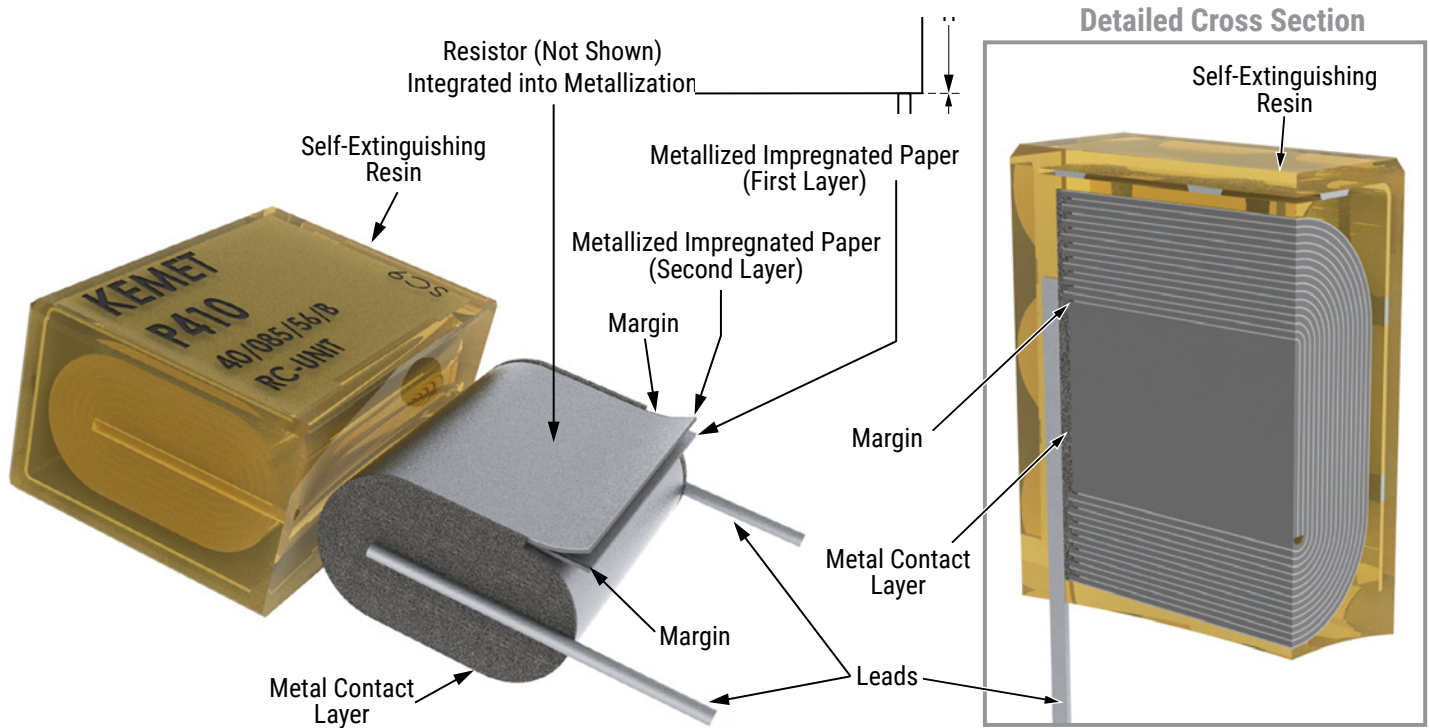 Detailed Cross Section
Resistor (Not Shown)
Integrated into Metallization
Self-Extinguishing
Resin
Metallized Impregnated Paper
(First Layer)
Metallized Impregnated Paper
(Second Layer)
Margin
KEMET
P410
40/085/56/B
RC-UNIT
Margin
Metal Contact
Layer
Leads
Self-Extinguishing
Resin
Margin
Metal Contact
Layer